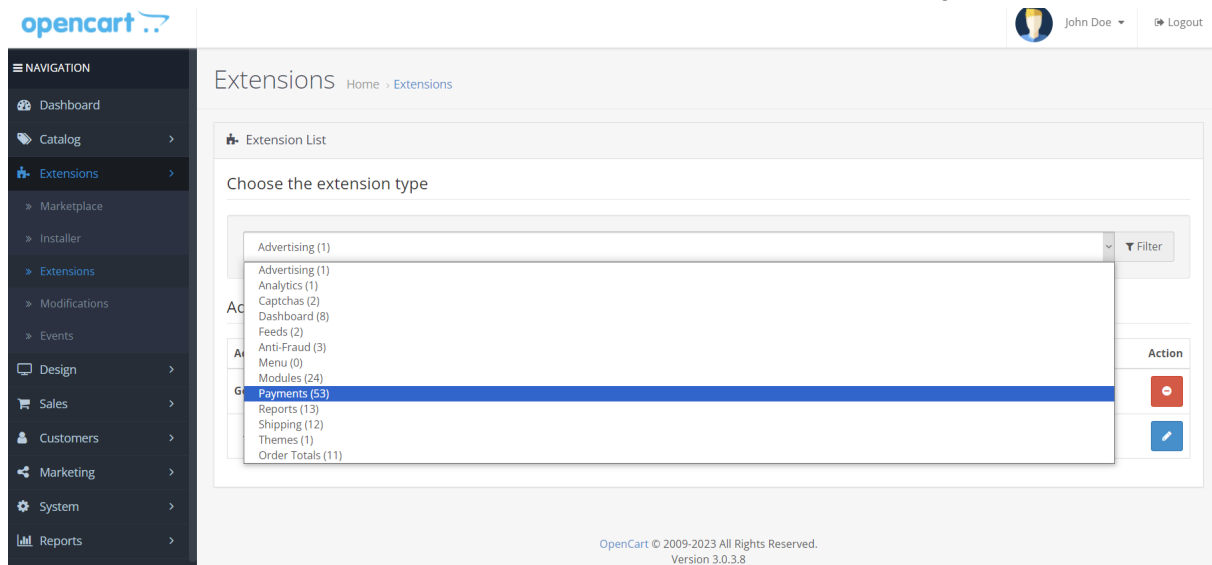 opencart
John Doe
Logout
NAVIGATION
Extensions Home › Extensions
Dashboard
Catalog
Extension List
Extensions
Choose the extension type
» Marketplace
» Installer
Advertising (1)
Filter
» Extensions
Advertising (1)
Analytics (1)
Captchas (2)
» Modifications
Dashboard (8)
Feeds (2)
» Events
Anti-Fraud (3)
Menu (0)
Action
Design
Modules (24)
Payments (53)
Sales
Reports (13)
Shipping (12)
Customers
Themes (1)
Order Totals (11)
Marketing
System
Reports
OpenCart © 2009-2023 All Rights Reserved.
Version 3.0.3.8